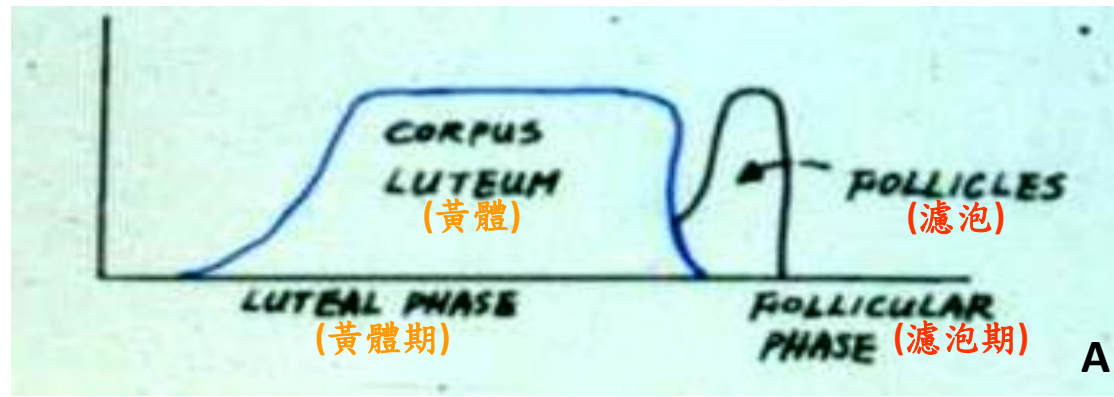 CORPUS
LUTEUM
(黃體)
FOLLICLES
(濾泡)
LUTEAL PHASE
(黃體期)
FOLLICULAR
PHASE (濾泡期)
A